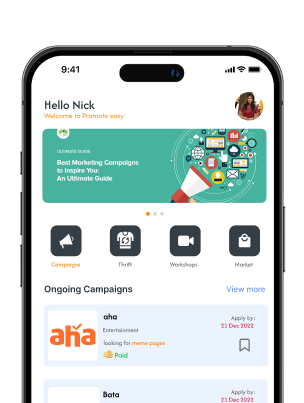 9:41
Hello Nick
Welcome to Promote easy
ULTIMATE GUIDE
Best Marketing Campaigns
to Inspire You:
An Ultimate Guide
Campaigns
Thrift
Workshops
Market
Ongoing Campaigns
View more
aha
aha
Entertainment
looking for meme pages
Paid
Apply by:
21 Dec 2022
Bata
Apply by:
21 Dec 2022